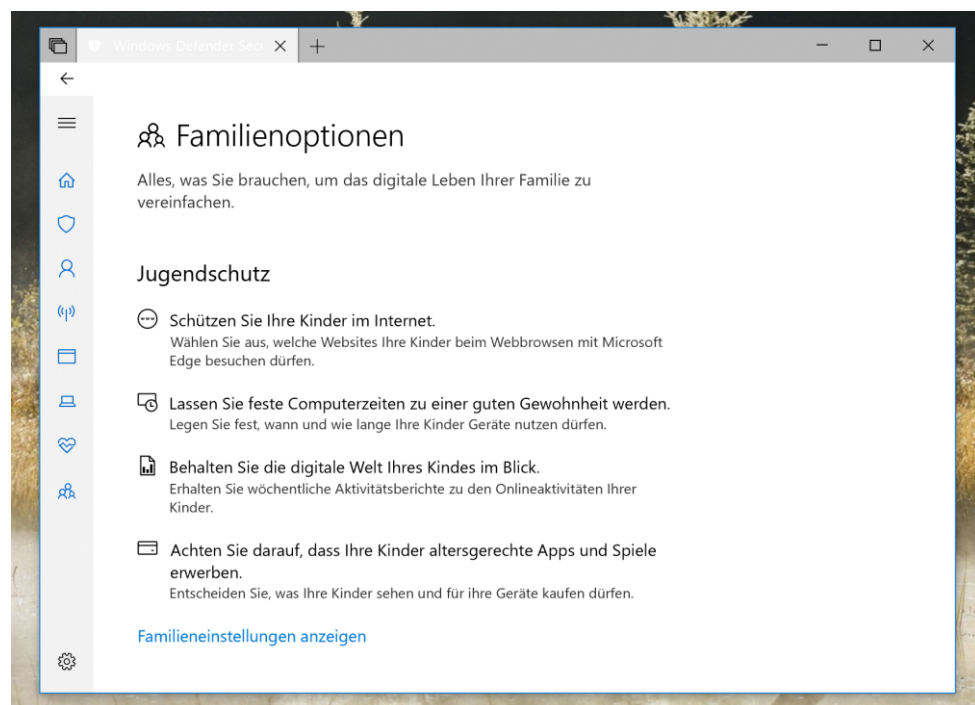 Windows Defender Secu
Familienoptionen
Alles, was Sie brauchen, um das digitale Leben Ihrer Familie zu
vereinfachen.
Jugendschutz
Schützen Sie Ihre Kinder im Internet.
Wählen Sie aus, welche Websites Ihre Kinder beim Webbrowsen mit Microsoft
Edge besuchen dürfen.
Lassen Sie feste Computerzeiten zu einer guten Gewohnheit werden.
Legen Sie fest, wann und wie lange Ihre Kinder Geräte nutzen dürfen.
Behalten Sie die digitale Welt Ihres Kindes im Blick.
Erhalten Sie wöchentliche Aktivitätsberichte zu den Onlineaktivitäten Ihrer
Kinder.
Achten Sie darauf, dass Ihre Kinder altersgerechte Apps und Spiele
erwerben.
Entscheiden Sie, was Ihre Kinder sehen und für ihre Geräte kaufen dürfen.
Familieneinstellungen anzeigen